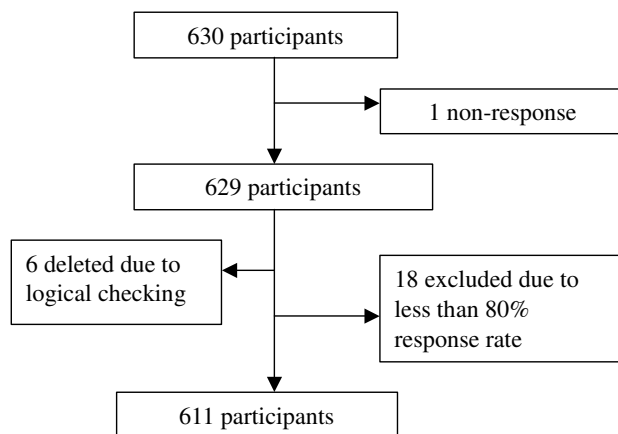 630 participants
1 non-response
629 participants
6 deleted due to
logical checking
18 excluded due to
less than 80%
response rate
611 participants